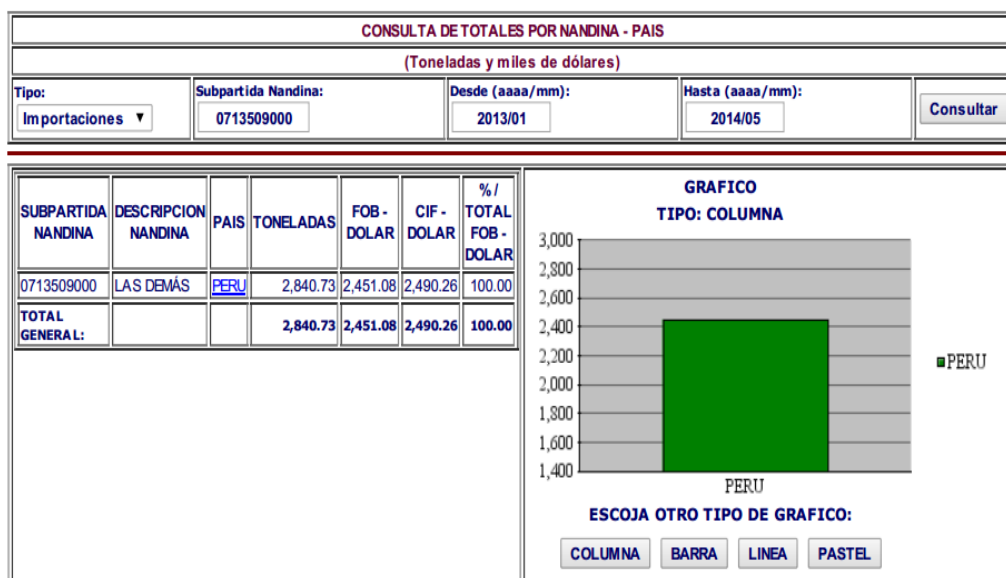 CONSULTA DE TOTALES POR NANDINA - PAIS
(Toneladas y miles de dólares)
Tipo:
Importaciones ▼
Subpartida Nandina:
0713509000
Desde (aaaa/mm):
2013/01
Hasta (aaaa/mm):
2014/05
Consultar
SUBPARTIDA NANDINA DESCRIPCION NANDINA PAIS TONELADAS FOB - DOLAR CIF - DOLAR % / TOTAL FOB - DOLAR
0713509000 LAS DEMÁS PERU 2,840.73 2,451.08 2,490.26 100.00
TOTAL GENERAL: 2,840.73 2,451.08 2,490.26 100.00
GRAFICO
TIPO: COLUMNA
3,000
2,800
2,600
2,400
2,200
2,000
1,800
1,600
1,400
PERU
PERU
ESCOJA OTRO TIPO DE GRAFICO:
COLUMNA BARRA LINEA PASTEL